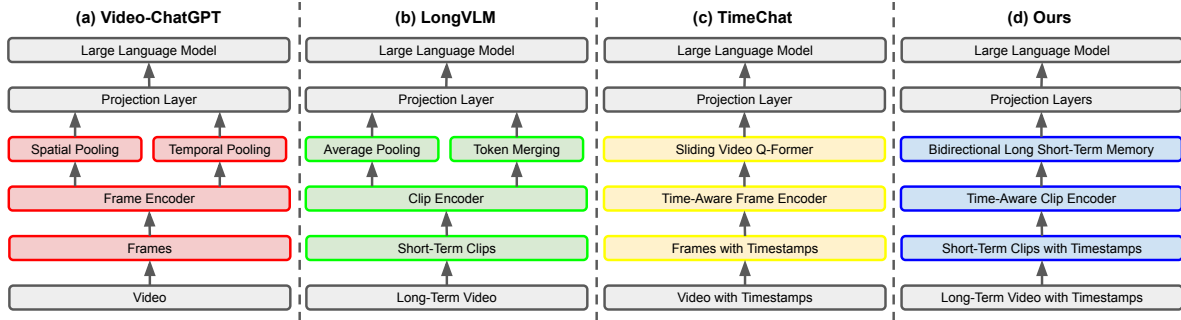 (a) Video-ChatGPT
Large Language Model
Projection Layer
Spatial Pooling
Temporal Pooling
Frame Encoder
Frames
Video
(b) LongVLM
Large Language Model
Projection Layer
Average Pooling
Token Merging
Clip Encoder
Short-Term Clips
Long-Term Video
(c) TimeChat
Large Language Model
Projection Layer
Sliding Video Q-Former
Time-Aware Frame Encoder
Frames with Timestamps
Video with Timestamps
(d) Ours
Large Language Model
Projection Layers
Bidirectional Long Short-Term Memory
Time-Aware Clip Encoder
Short-Term Clips with Timestamps
Long-Term Video with Timestamps